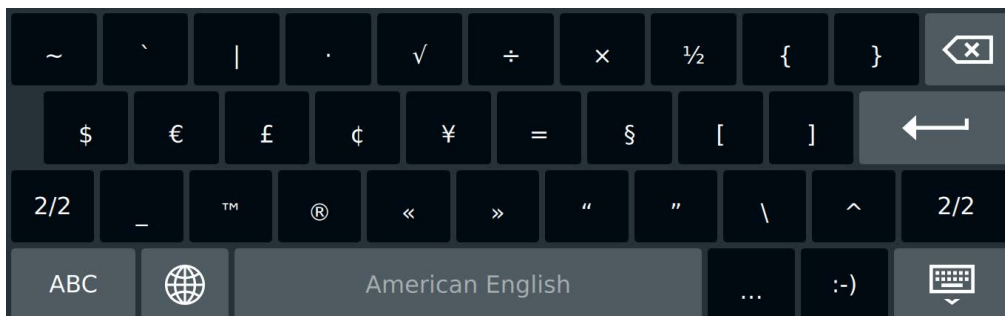 ~ ` | · √ ÷ × ½ { }
$ € £ ¢ ¥ = § [ ]
2/2 _ ™ ® « » “ ” \ ^ 2/2
ABC American English ... :-)